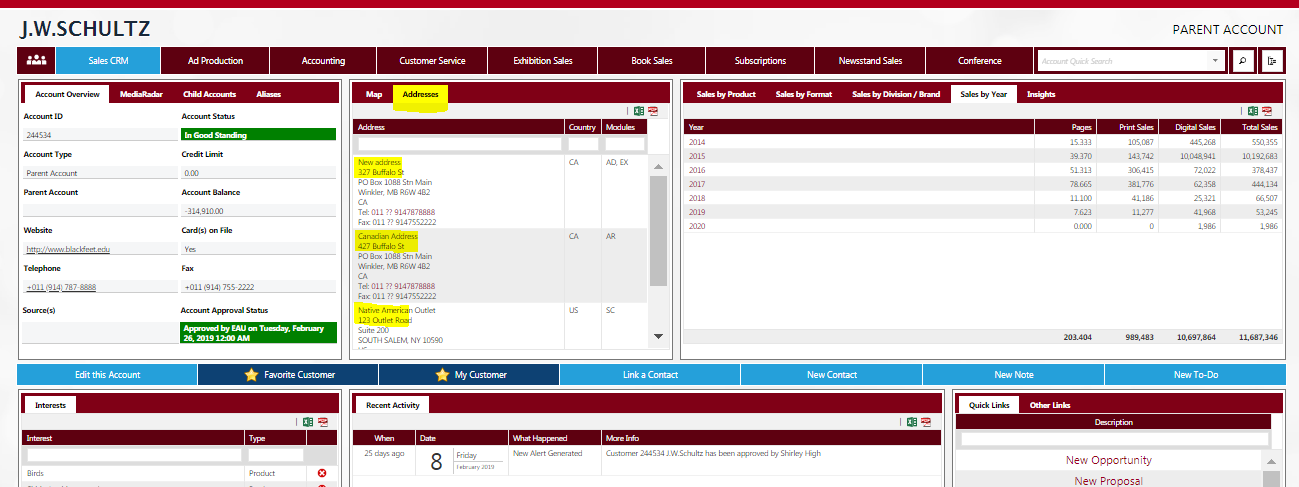 J.W.SCHULTZ
PARENT ACCOUNT
Sales CRM Ad Production Accounting Customer Service Exhibition Sales Book Sales Subscriptions Newsstand Sales Conference Account Quick Search
Account Overview MediaRadar Child Accounts Aliases
Account ID Account Status
244534 In Good Standing
Account Type Credit Limit
Parent Account 0.00
Parent Account Account Balance
-314,910.00
Website Card(s) on File
http://www.blackfeet.edu Yes
Telephone Fax
+011 (914) 787-8888 +011 (914) 755-2222
Source(s) Account Approval Status
Approved by EAU on Tuesday, February
26, 2019 12:00 AM
Map Addresses
Address Country Modules
New address CA AD, EX
327 Buffalo St
PO Box 1088 Stn Main
Winkler, MB R6W 4B2
CA
Tel: 011 ?? 9147878888
Fax: 011 ?? 9147552222
Canadian Address CA AR
427 Buffalo St
PO Box 1088 Stn Main
Winkler, MB R6W 4B2
CA
Tel: 011 ?? 9147878888
Fax: 011 ?? 9147552222
Native American Outlet US SC
123 Outlet Road
Suite 200
SOUTH SALEM, NY 10590
Sales by Product Sales by Format Sales by Division / Brand Sales by Year Insights
Year Pages Print Sales Digital Sales Total Sales
2014 15.333 105,087 445,268 550,355
2015 39.370 143,742 10,048,941 10,192,683
2016 51.313 306,415 72,022 378,437
2017 78.665 381,776 62,358 444,134
2018 11.100 41,186 25,321 66,507
2019 7.623 11,277 41,968 53,245
2020 0.000 0 1,986 1,986
203.404 989,483 10,697,864 11,687,346
Edit this Account Favorite Customer My Customer Link a Contact New Contact New Note New To-Do
Interests
Interest Type
Birds Product
Recent Activity
When Date What Happened More Info
25 days ago 8 Friday February 2019 New Alert Generated Customer 244534 J.W.Schultz has been approved by Shirley High
Quick Links Other Links
Description
New Opportunity
New Proposal